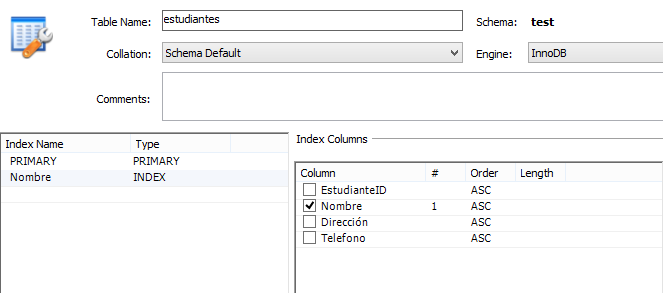 Table Name: estudiantes Schema: test
Collation: Schema Default Engine: InnoDB
Comments:
Index Columns
Index Name Type
PRIMARY PRIMARY
Nombre INDEX
Column # Order Length
EstudianteID ASC
Nombre 1 ASC
Dirección ASC
Telefono ASC